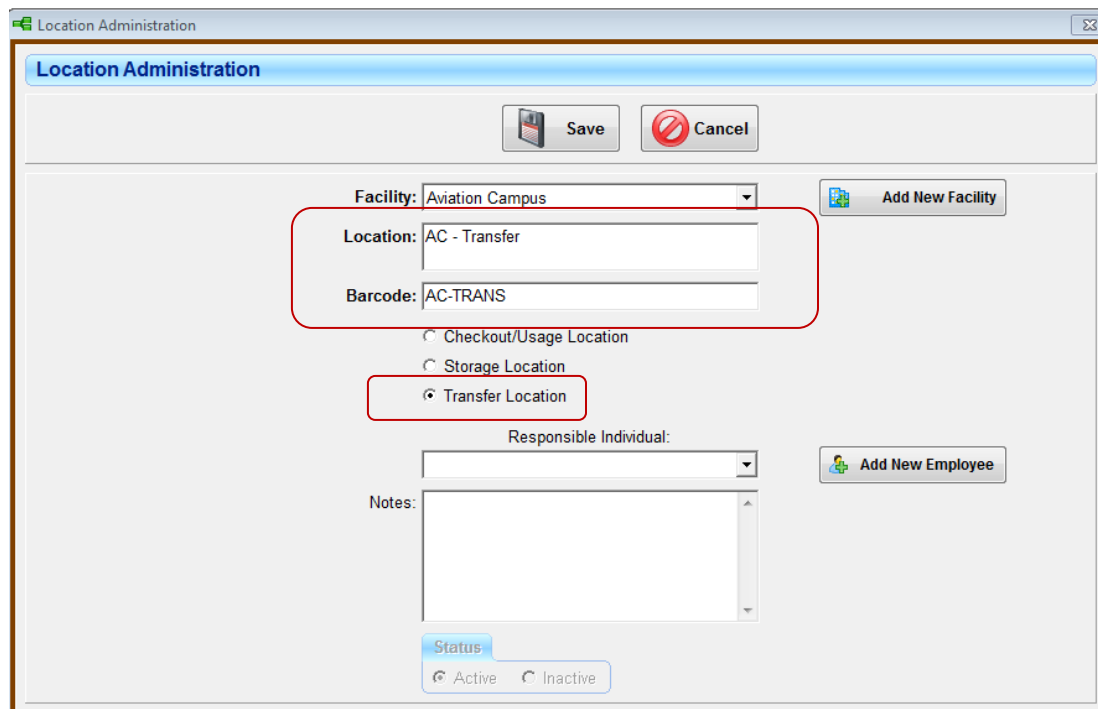 Location Administration
Location Administration
Save Cancel
Facility: Aviation Campus Add New Facility
Location: AC - Transfer
Barcode: AC-TRANS
Checkout/Usage Location
Storage Location
Transfer Location
Responsible Individual:
Add New Employee
Notes:
Status
Active Inactive